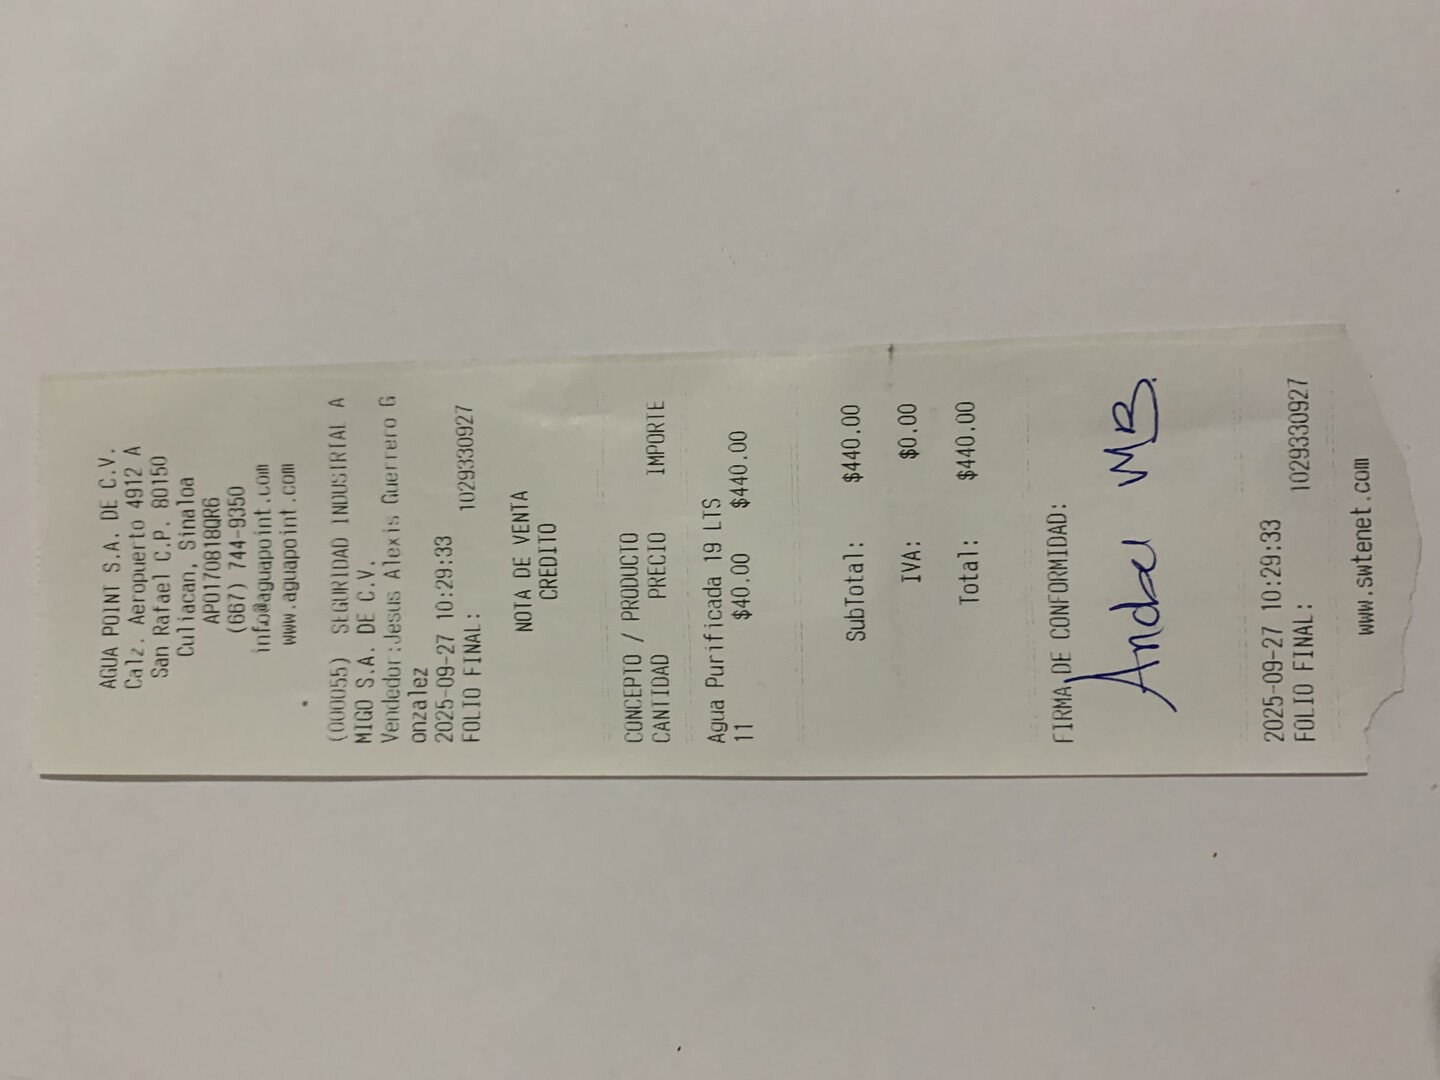 AGUA POINT S.A. DE C.V.
Calz. Aeropuerto 4912 A
San Rafael C.P. 80150
Culiacan, Sinaloa
APO170818QR6
(667) 744-9350
info@aguapoint.com
www.aguapoint.com
(000055) SEGURIDAD INDUSTRIAL A
MIGO S.A. DE C.V.
Vendedor:Jesus Alexis Guerrero G
onzalez
2025-09-27 10:29:33
FOLIO FINAL: 1029330927
NOTA DE VENTA
CREDITO
CONCEPTO / PRODUCTO
CANTIDAD PRECIO IMPORTE
Agua Purificada 19 LTS
11 $40.00 $440.00
SubTotal: $440.00
IVA: $0.00
Total: $440.00
FIRMA DE CONFORMIDAD:
MB.
2025-09-27 10:29:33
FOLIO FINAL: 1029330927
www.swtenet.com